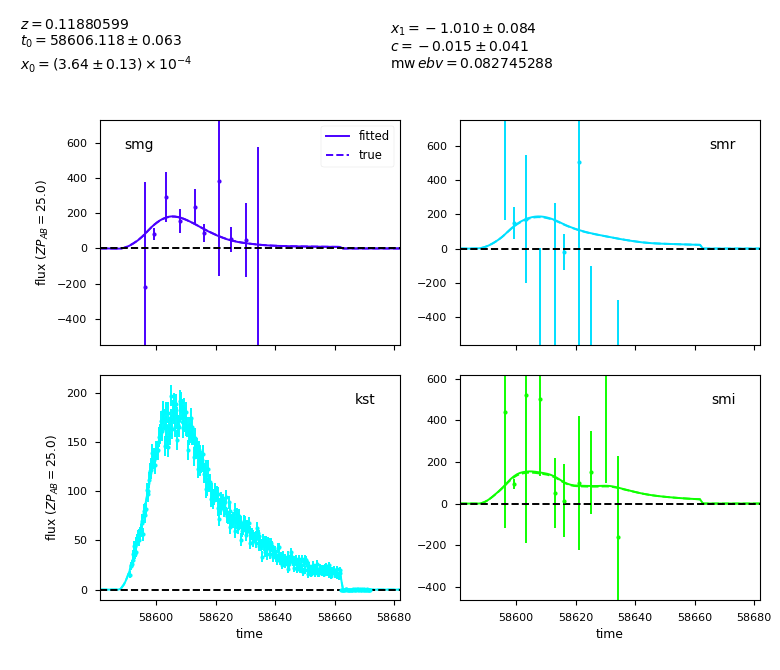 z = 0.11880599
t₀ = 58606.118 ± 0.063
x₀ = (3.64 ± 0.13) × 10⁻⁴
x₁ = −1.010 ± 0.084
c = −0.015 ± 0.041
mw ebv = 0.082745288
smg
fitted
true
600
400
200
0
−200
−400
flux (ZP_AB = 25.0)
smr
600
400
200
0
−200
−400
kst
200
150
100
50
0
flux (ZP_AB = 25.0)
58600 58620 58640 58660 58680
time
smi
600
400
200
0
−200
−400
58600 58620 58640 58660 58680
time